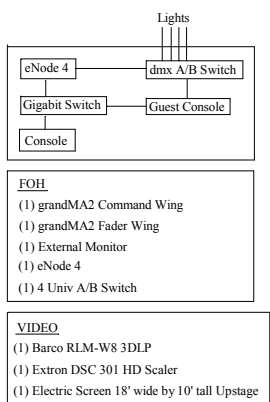 Lights
eNode 4
dmx A/B Switch
Gigabit Switch
Guest Console
Console
FOH
(1) grandMA2 Command Wing
(1) grandMA2 Fader Wing
(1) External Monitor
(1) eNode 4
(1) 4 Univ A/B Switch
VIDEO
(1) Barco RLM-W8 3DLP
(1) Extron DSC 301 HD Scaler
(1) Electric Screen 18' wide by 10' tall Upstage